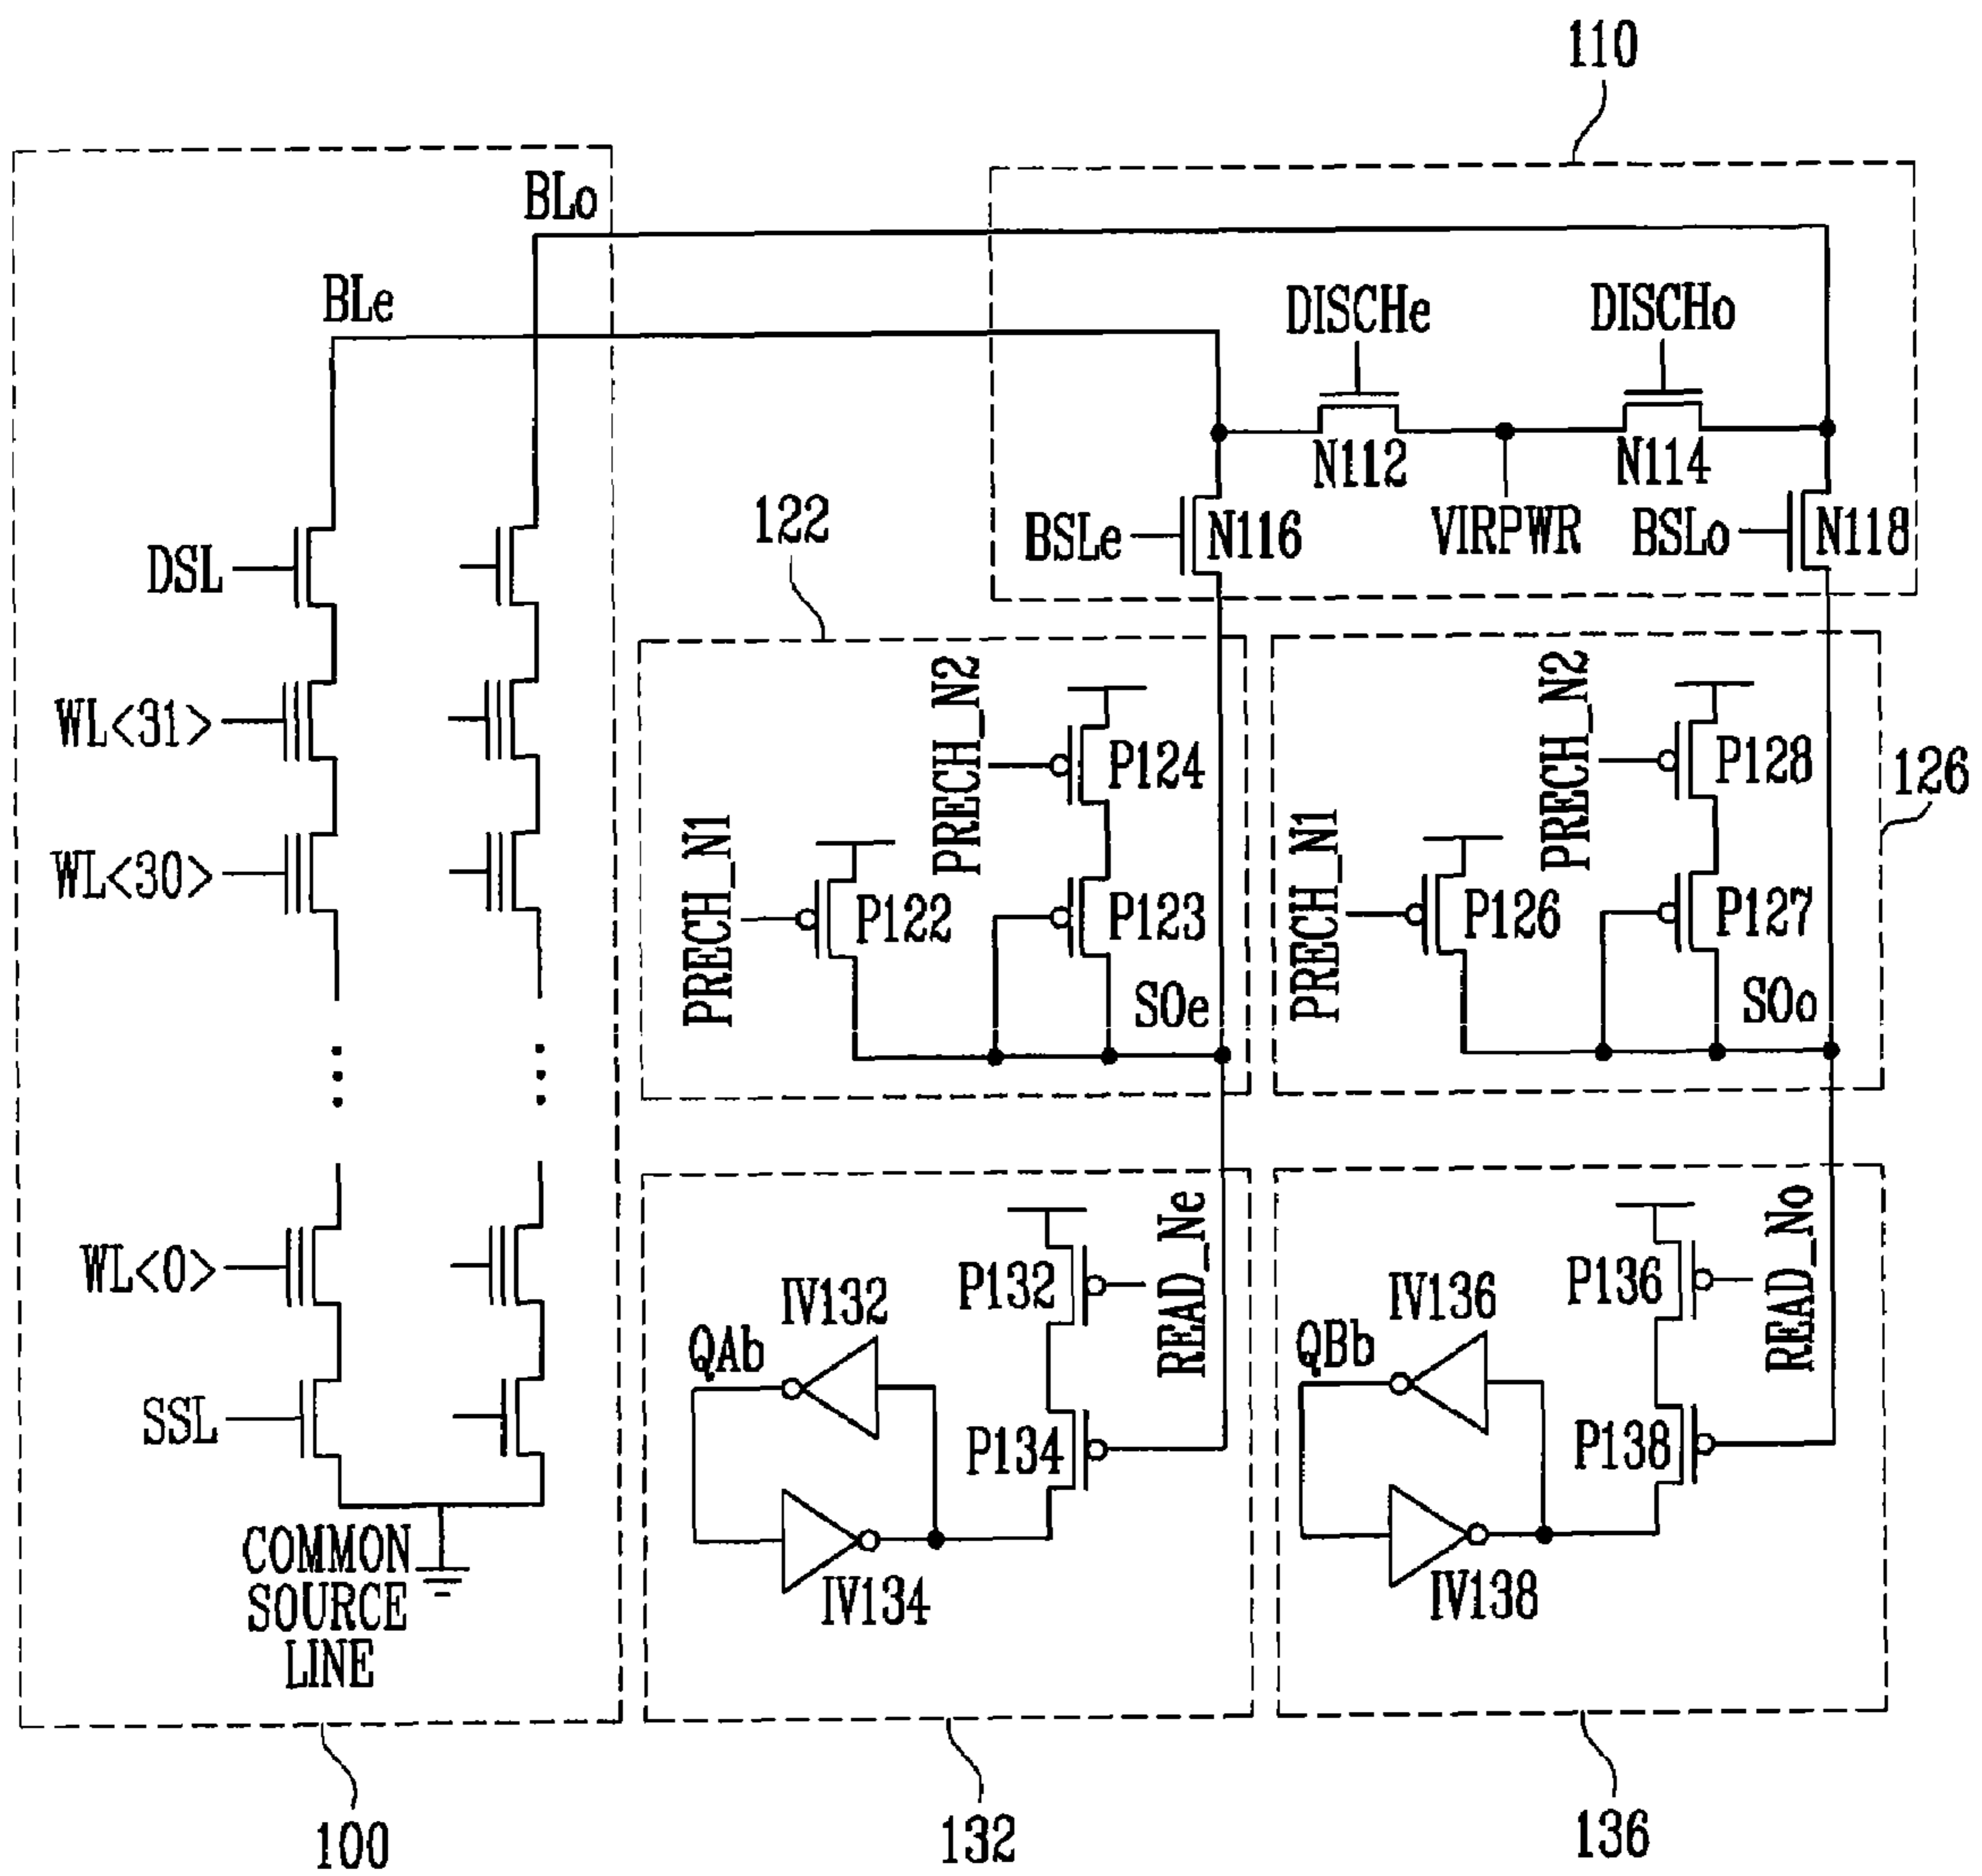 110
BLo
BLe
DISCHe
DISCHo
N112
N114
122
BSLe
N116
VIRPWR
BSLo
N118
DSL
PRECH_N2
P124
PRECH_N2
P128
126
WL<31>
PRECH_N1
P122
P123
PRECH_N1
P126
P127
WL<30>
SOe
SOo
WL<0>
P132
READ_Ne
P136
READ_No
IV132
QAb
IV136
QBb
SSL
P134
P138
COMMON
SOURCE
LINE
IV134
IV138
100
132
136